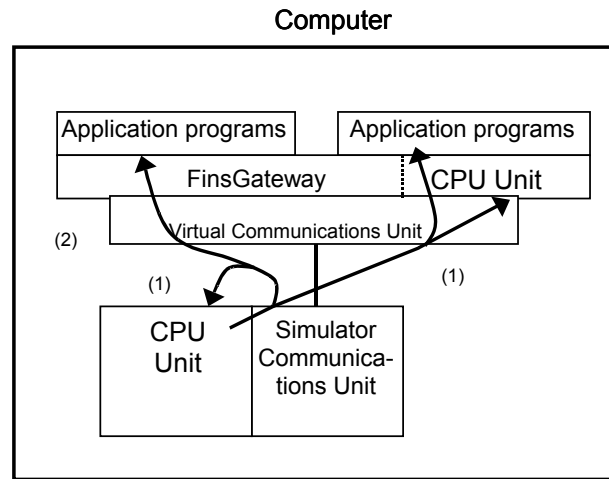 Computer
Application programs
Application programs
FinsGateway
CPU Unit
Virtual Communications Unit
(2)
(1)
(1)
CPU
Unit
Simulator
Communica-
tions Unit